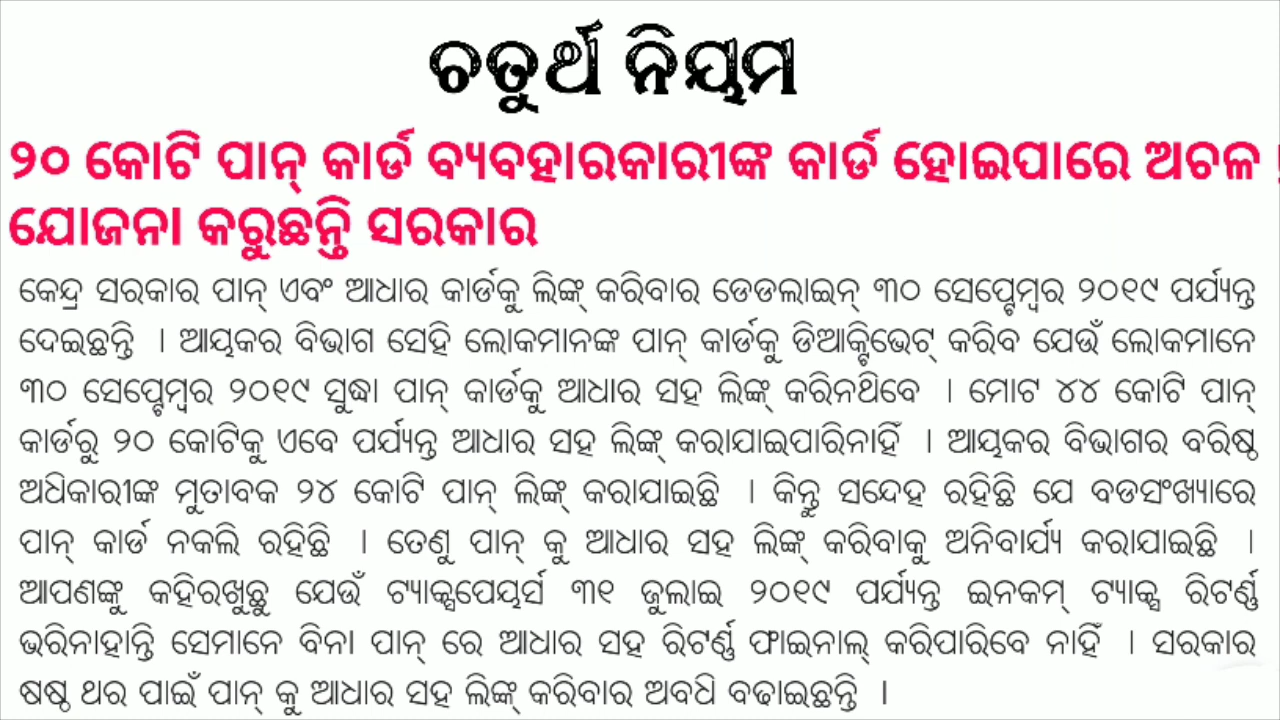 ଚତୁର୍ଥ ନିୟମ
୨୦ କୋଟି ପାନ୍ କାର୍ଡ ବ୍ୟବହାରକାରୀଙ୍କ କାର୍ଡ ହୋଇପାରେ ଅଚଳ
ଯୋଜନା କରୁଛନ୍ତି ସରକାର
କେନ୍ଦ୍ର ସରକାର ପାନ୍ ଏବଂ ଆଧାର କାର୍ଡକୁ ଲିଙ୍କ୍ କରିବାର ଡେଡଲାଇନ୍ ୩୦ ସେପ୍ଟେମ୍ବର ୨୦୧୯ ପର୍ଯ୍ୟନ୍ତ
ଦେଇଛନ୍ତି । ଆୟକର ବିଭାଗ ସେହି ଲୋକମାନଙ୍କ ପାନ୍ କାର୍ଡକୁ ଡିଆକ୍ଟିଭେଟ୍ କରିବ ଯେଉଁ ଲୋକମାନେ
୩୦ ସେପ୍ଟେମ୍ବର ୨୦୧୯ ସୁଦ୍ଧା ପାନ୍ କାର୍ଡକୁ ଆଧାର ସହ ଲିଙ୍କ୍ କରିନଥିବେ । ମୋଟ ୪୪ କୋଟି ପାନ୍
କାର୍ଡରୁ ୨୦ କୋଟିକୁ ଏବେ ପର୍ଯ୍ୟନ୍ତ ଆଧାର ସହ ଲିଙ୍କ୍ କରାଯାଇପାରିନାହିଁ । ଆୟକର ବିଭାଗର ବରିଷ୍ଠ
ଅଧିକାରୀଙ୍କ ମୁତାବକ ୨୪ କୋଟି ପାନ୍ ଲିଙ୍କ୍ କରାଯାଇଛି । କିନ୍ତୁ ସନ୍ଦେହ ରହିଛି ଯେ ବଡସଂଖ୍ୟାରେ
ପାନ୍ କାର୍ଡ ନକଲି ରହିଛି । ତେଣୁ ପାନ୍ କୁ ଆଧାର ସହ ଲିଙ୍କ୍ କରିବାକୁ ଅନିବାର୍ଯ୍ୟ କରାଯାଇଛି ।
ଆପଣଙ୍କୁ କହିରଖୁଛୁ ଯେଉଁ ଟ୍ୟାକ୍ସପେୟର୍ସ ୩୧ ଜୁଲାଇ ୨୦୧୯ ପର୍ଯ୍ୟନ୍ତ ଇନକମ୍ ଟ୍ୟାକ୍ସ ରିଟର୍ଣ୍ଣ
ଭରିନାହାନ୍ତି ସେମାନେ ବିନା ପାନ୍ ରେ ଆଧାର ସହ ରିଟର୍ଣ୍ଣ ଫାଇନାଲ୍ କରିପାରିବେ ନାହିଁ । ସରକାର
ଷଷ୍ଠ ଥର ପାଇଁ ପାନ୍ କୁ ଆଧାର ସହ ଲିଙ୍କ୍ କରିବାର ଅବଧି ବଢାଇଛନ୍ତି ।